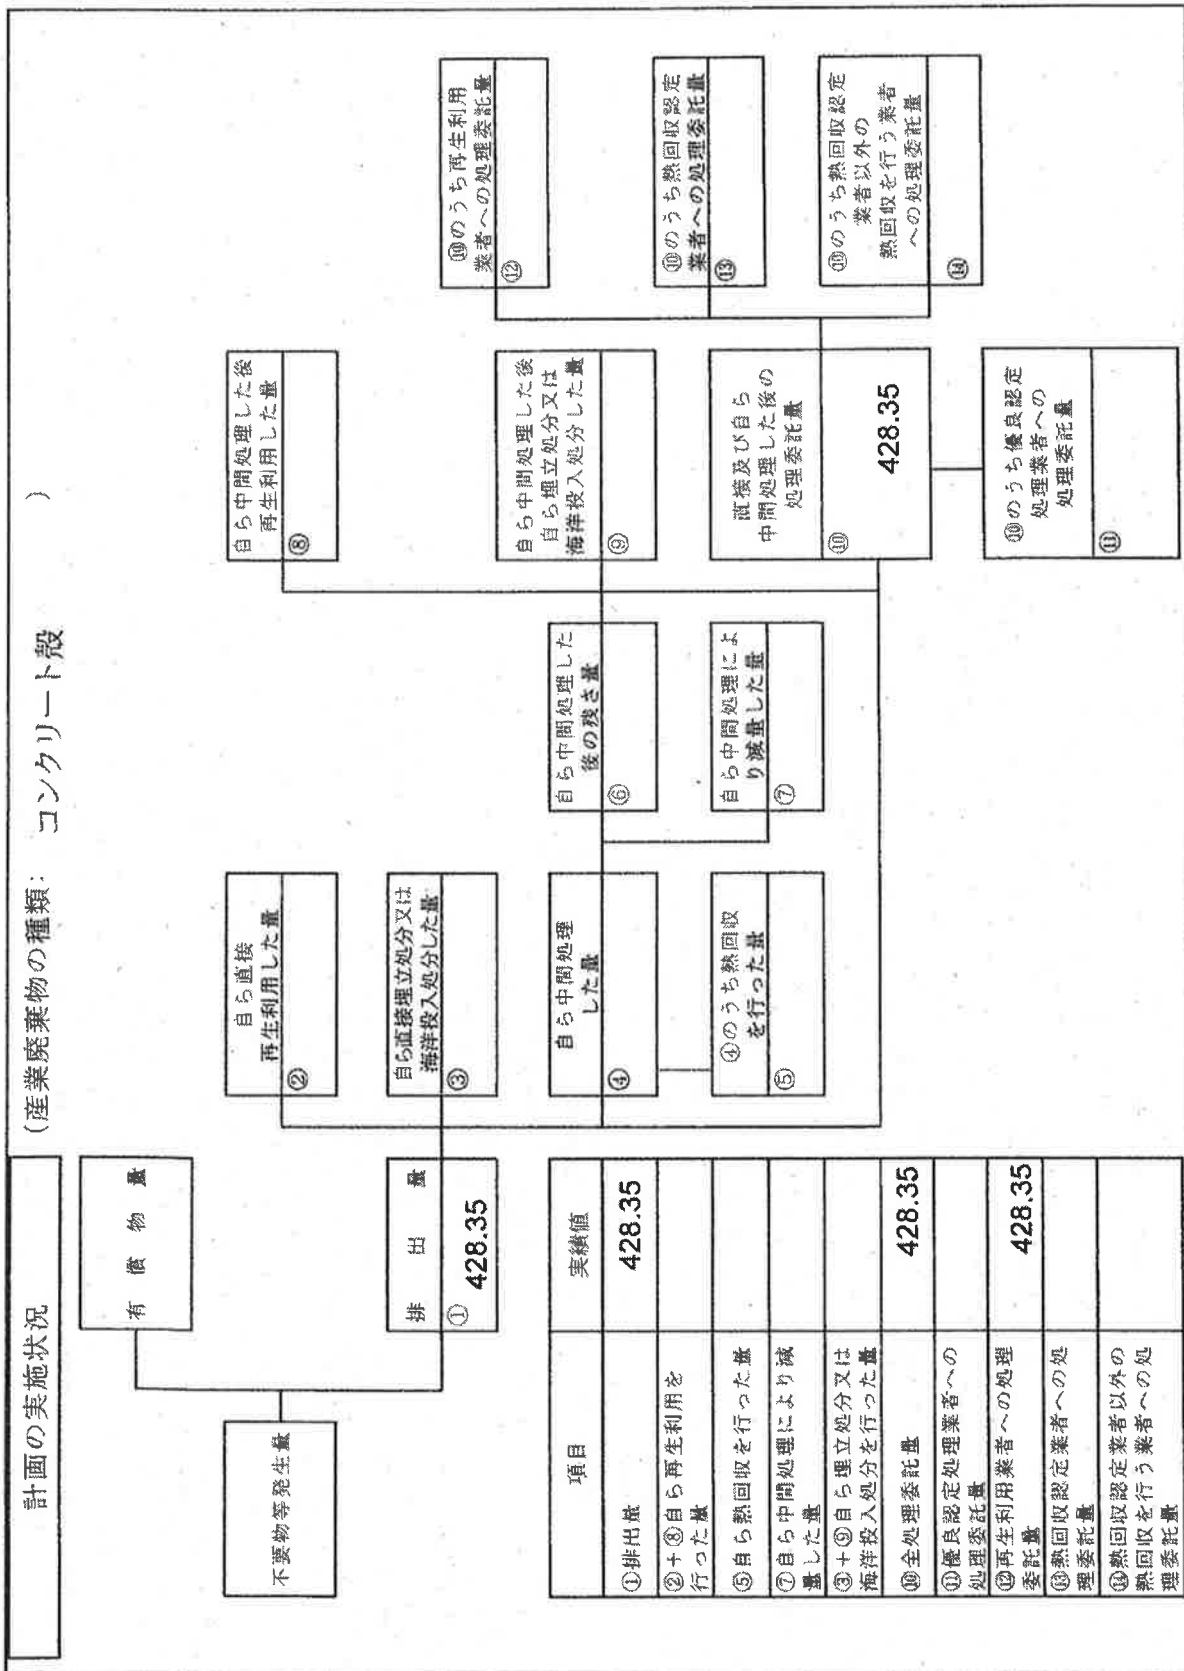 計画の実施状況
(産業廃棄物の種類: コンクリート殻 )
不要物等発生量
有 償 物 量
排 出 量
① 428.35
自ら直接
再生利用した量
②
自ら直接埋立処分又は
海洋投入処分した量
③
自ら中間処理
した量
④
④のうち熱回収
を行った量
⑤
自ら中間処理した
後の残さ量
⑥
自ら中間処理によ
り減量した量
⑦
自ら中間処理した後
再生利用した量
⑧
自ら中間処理した後
自ら埋立処分又は
海洋投入処分した量
⑨
直接及び自ら
中間処理した後の
処理委託量
⑩ 428.35
⑩のうち優良認定
処理業者への
処理委託量
⑪
⑩のうち再生利用
業者への処理委託量
⑫
⑩のうち熱回収認定
業者への処理委託量
⑬
⑩のうち熱回収認定
業者以外の
熱回収を行う業者
への処理委託量
⑭
項目 実績値
①排出量 428.35
②+⑧自ら再生利用を
行った量
⑤自ら熱回収を行った量
⑦自ら中間処理により減
量した量
③+⑨自ら埋立処分又は
海洋投入処分を行った量
⑩全処理委託量 428.35
⑪優良認定処理業者への
処理委託量
⑫再生利用業者への処理
委託量 428.35
⑬熱回収認定業者への処
理委託量
⑭熱回収認定業者以外の
熱回収を行う業者への処
理委託量